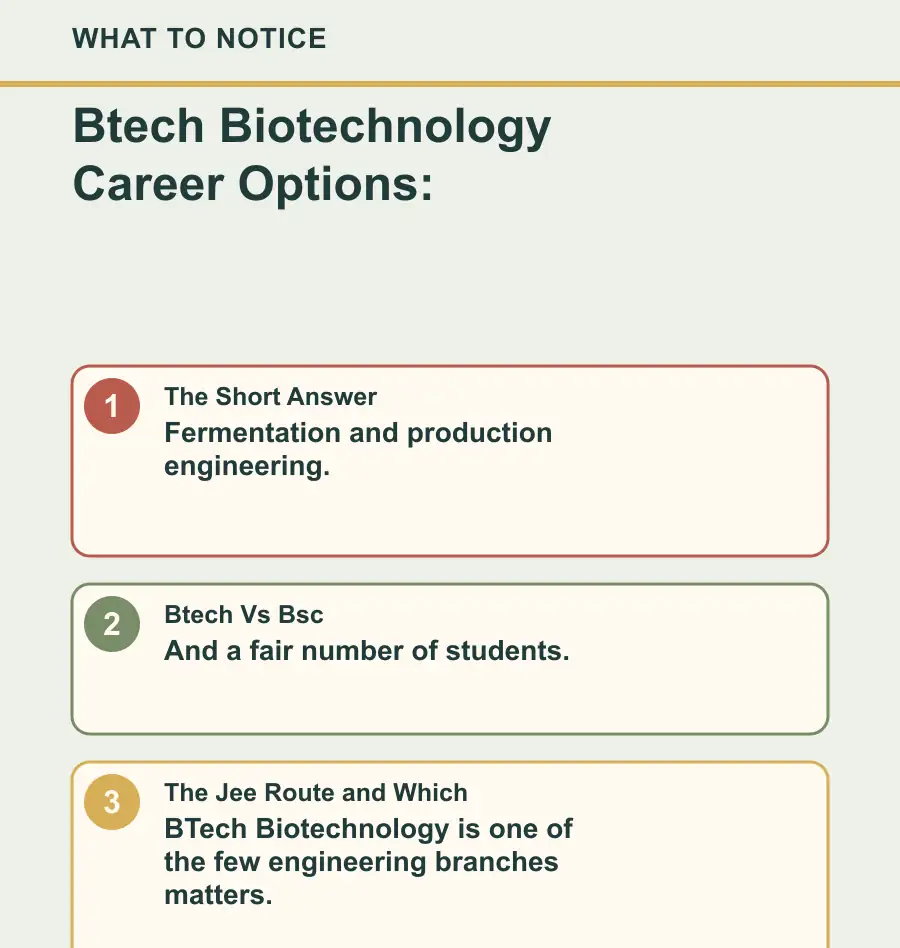 WHAT TO NOTICE
Btech Biotechnology
Career Options:
1
The Short Answer
Fermentation and production
engineering.
2
Btech Vs Bsc
And a fair number of students.
3
The Jee Route and Which
BTech Biotechnology is one of
the few engineering branches
matters.